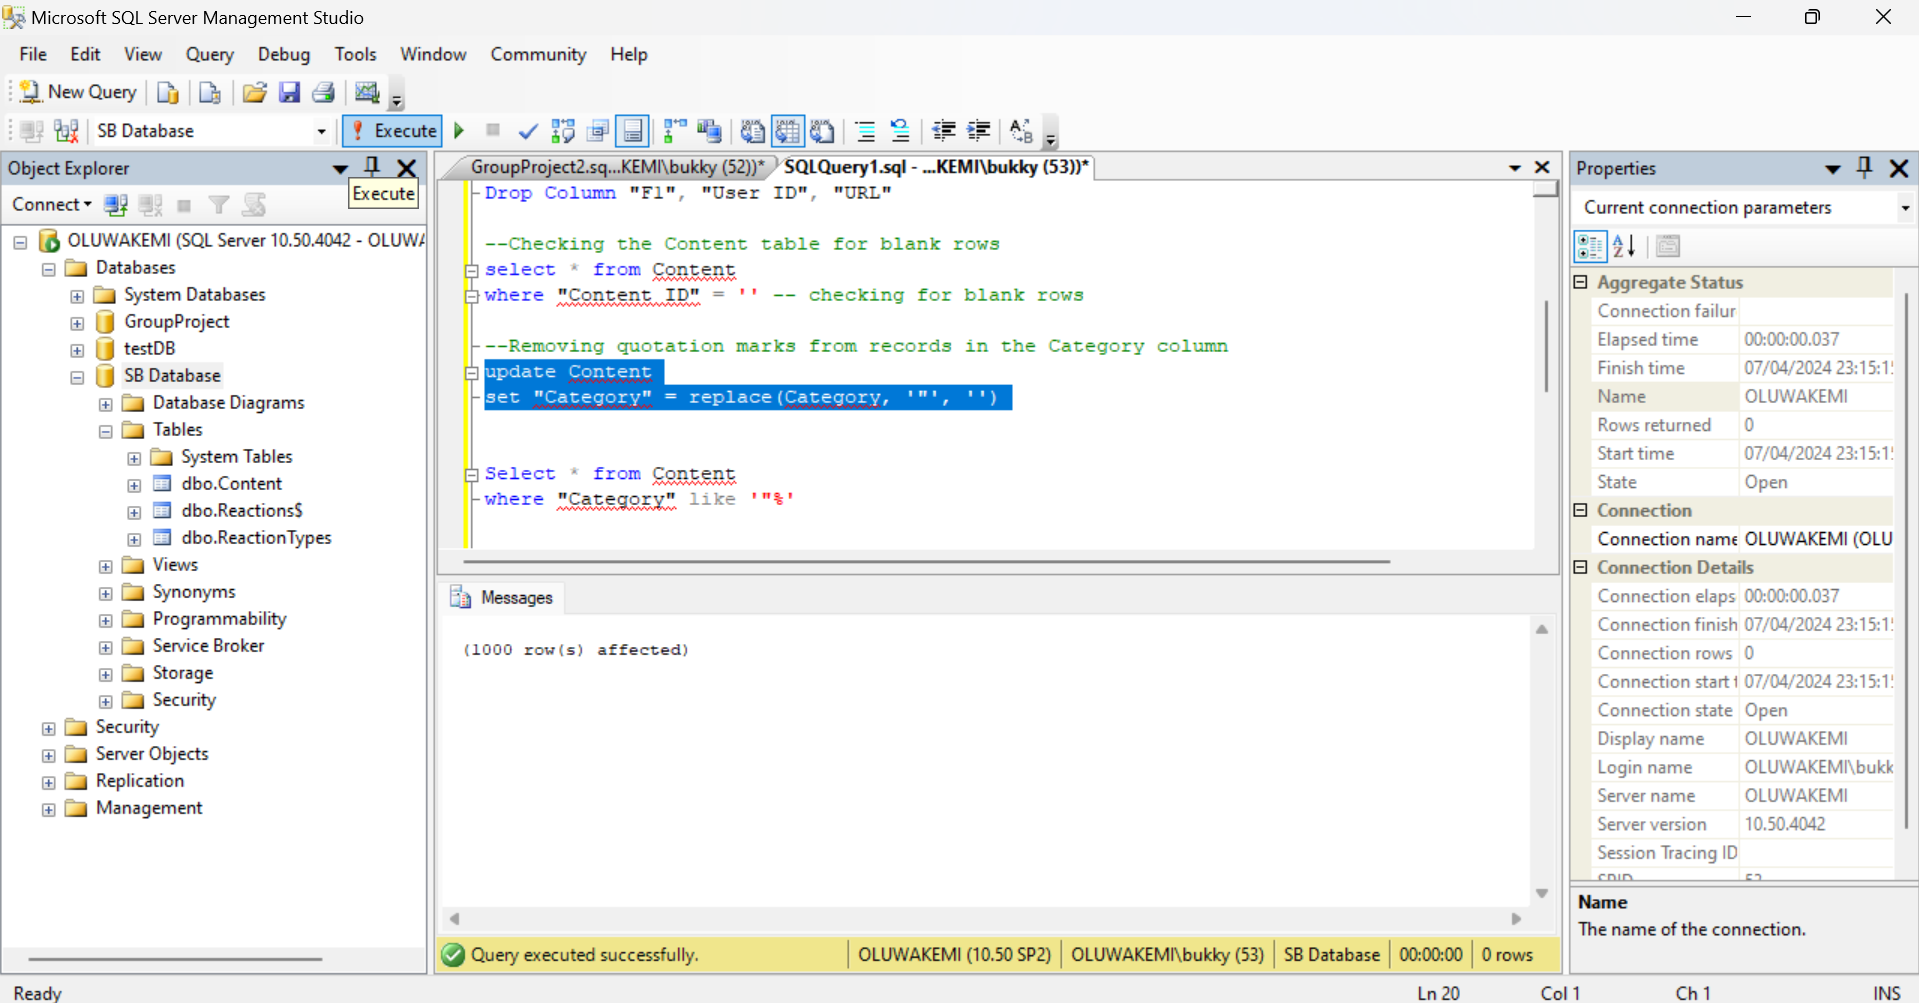 Microsoft SQL Server Management Studio
File Edit View Query Debug Tools Window Community Help
New Query
SB Database Execute
Object Explorer
Execute
Connect
OLUWAKEMI (SQL Server 10.50.4042 - OLUWA
Databases
System Databases
GroupProject
testDB
SB Database
Database Diagrams
Tables
System Tables
dbo.Content
dbo.Reactions$
dbo.ReactionTypes
Views
Synonyms
Programmability
Service Broker
Storage
Security
Security
Server Objects
Replication
Management
GroupProject2.sq...KEMI\bukky (52))* SQLQuery1.sql - ...KEMI\bukky (53))*
Drop Column "F1", "User ID", "URL"
--Checking the Content table for blank rows
select * from Content
where "Content ID" = '' -- checking for blank rows
--Removing quotation marks from records in the Category column
update Content
set "Category" = replace(Category, '"', '')
Select * from Content
where "Category" like '"%'
Messages
(1000 row(s) affected)
Query executed successfully. OLUWAKEMI (10.50 SP2) OLUWAKEMI\bukky (53) SB Database 00:00:00 0 rows
Properties
Current connection parameters
Aggregate Status
Connection failur
Elapsed time 00:00:00.037
Finish time 07/04/2024 23:15:1
Name OLUWAKEMI
Rows returned 0
Start time 07/04/2024 23:15:1
State Open
Connection
Connection name OLUWAKEMI (OLU
Connection Details
Connection elaps 00:00:00.037
Connection finish 07/04/2024 23:15:1
Connection rows 0
Connection start t 07/04/2024 23:15:1
Connection state Open
Display name OLUWAKEMI
Login name OLUWAKEMI\bukk
Server name OLUWAKEMI
Server version 10.50.4042
Session Tracing ID
Name
The name of the connection.
Ready Ln 20 Col 1 Ch 1 INS